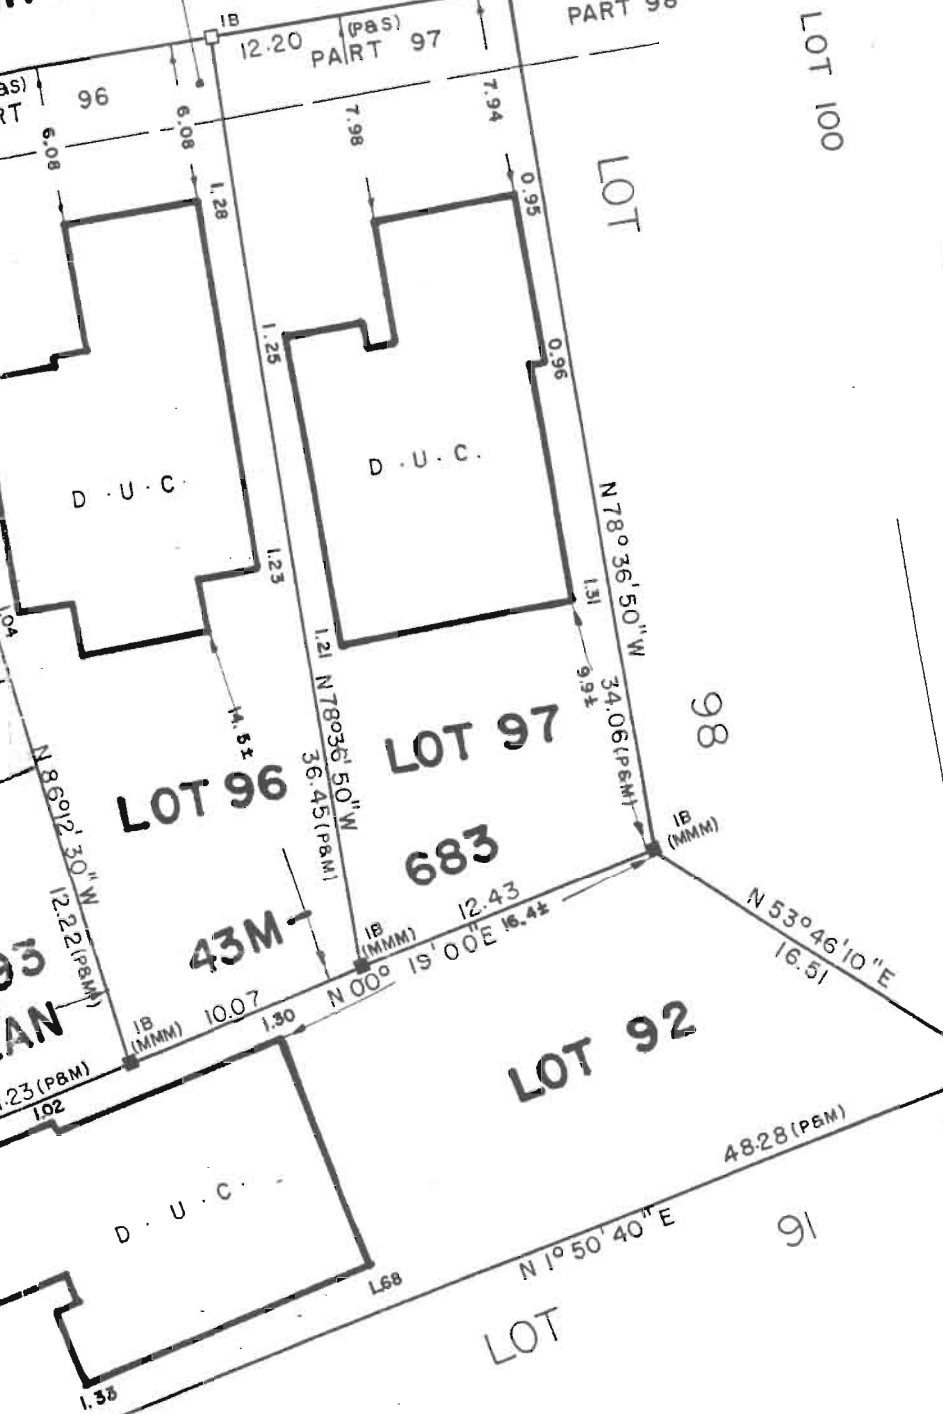 IB
12.20
(P&S)
PART 97
PART 98
96
LOT 100
6.08
6.08
7.98
7.94
1.28
0.95
LOT
1.25
0.96
D.U.C.
D.U.C.
N78°36'50"W
1.23
1.31
1.04
1.21
9.9±
34.06(P&M)
14.5±
N78°36'50"W
36.45(P&M)
LOT 97
98
N 86°12'30"W
LOT 96
IB
(MMM)
683
12.43
16.4±
12.22(P&M)
43M
IB
(MMM)
N 00° 19'00"E
N 53°46'10"E
16.51
10.07
1.30
IB
(MMM)
LOT 92
.23(P&M)
1.02
48.28(P&M)
D.U.C.
N 1°50'40"E
91
1.68
LOT
1.33